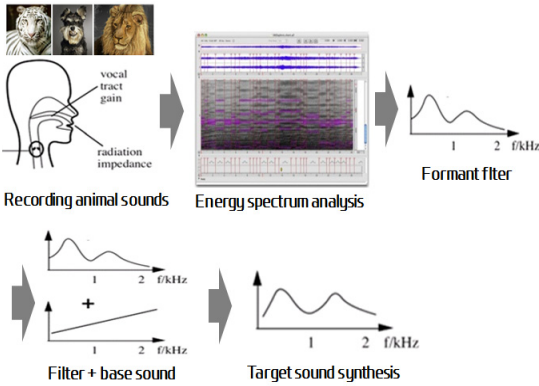 vocal
tract
gain
radiation
impedance
Recording animal sounds
Energy spectrum analysis
1 2 f/kHz
Formant flter
1 2 f/kHz
+
1 2 f/kHz
Filter + base sound
1 2 f/kHz
Target sound synthesis